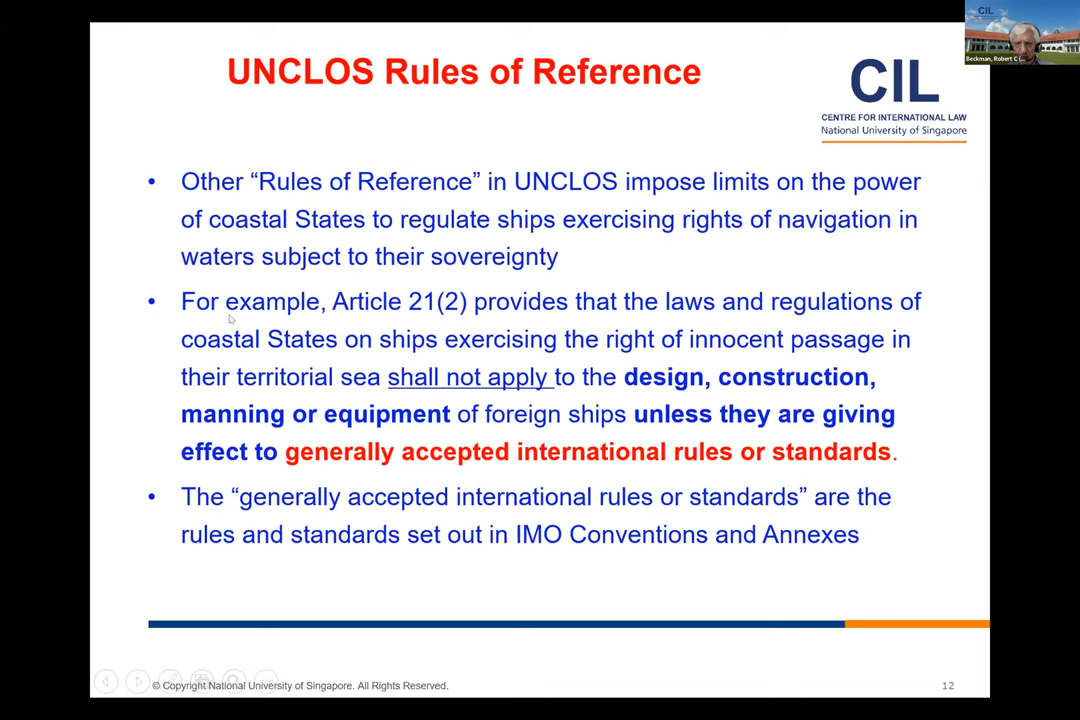 CIL
Beckman, Robert C
UNCLOS Rules of Reference
CIL
CENTRE FOR INTERNATIONAL LAW
National University of Singapore
• Other “Rules of Reference” in UNCLOS impose limits on the power
of coastal States to regulate ships exercising rights of navigation in
waters subject to their sovereignty
• For example, Article 21(2) provides that the laws and regulations of
coastal States on ships exercising the right of innocent passage in
their territorial sea shall not apply to the design, construction,
manning or equipment of foreign ships unless they are giving
effect to generally accepted international rules or standards.
• The “generally accepted international rules or standards” are the
rules and standards set out in IMO Conventions and Annexes
© Copyright National University of Singapore. All Rights Reserved.
12